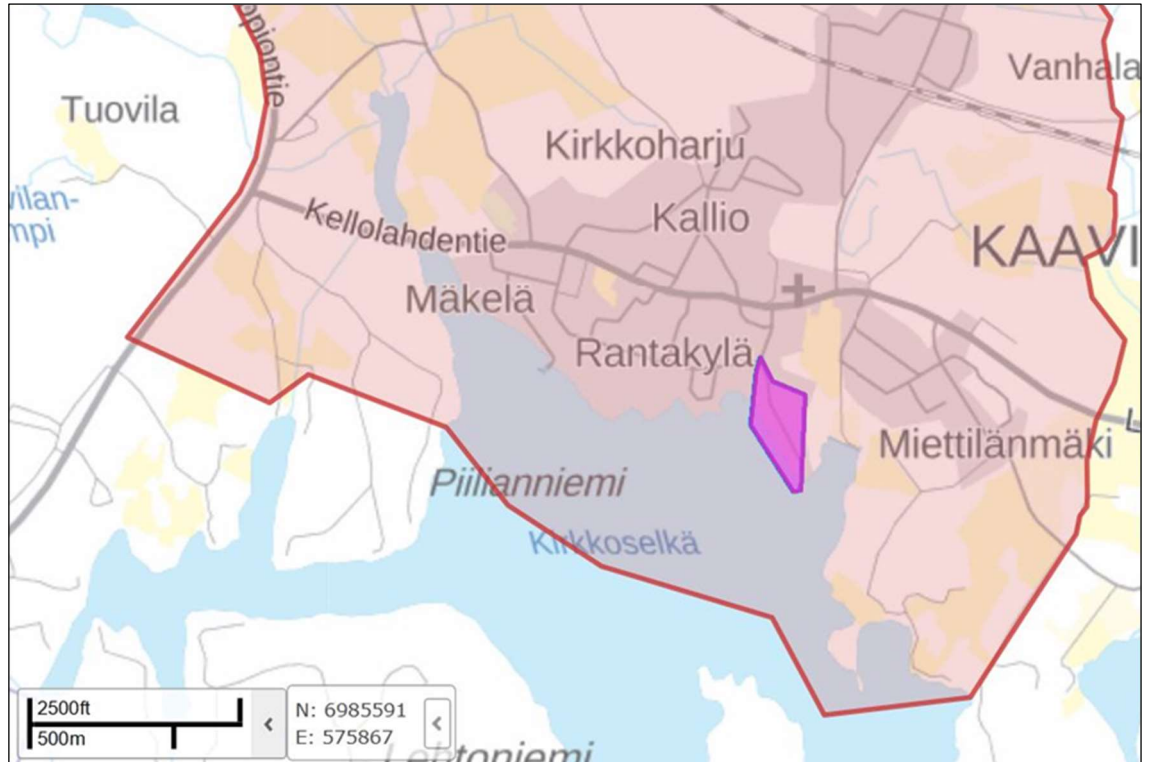 Vanhala
Tuovila
Kirkkoharju
Kellolahdentie
Kallio
KAAVI
Mäkelä
Rantakylä
Miettilänmäki
Piilianniemi
Kirkkoselkä
2500ft
500m
<
N: 6985591
E: 575867
<